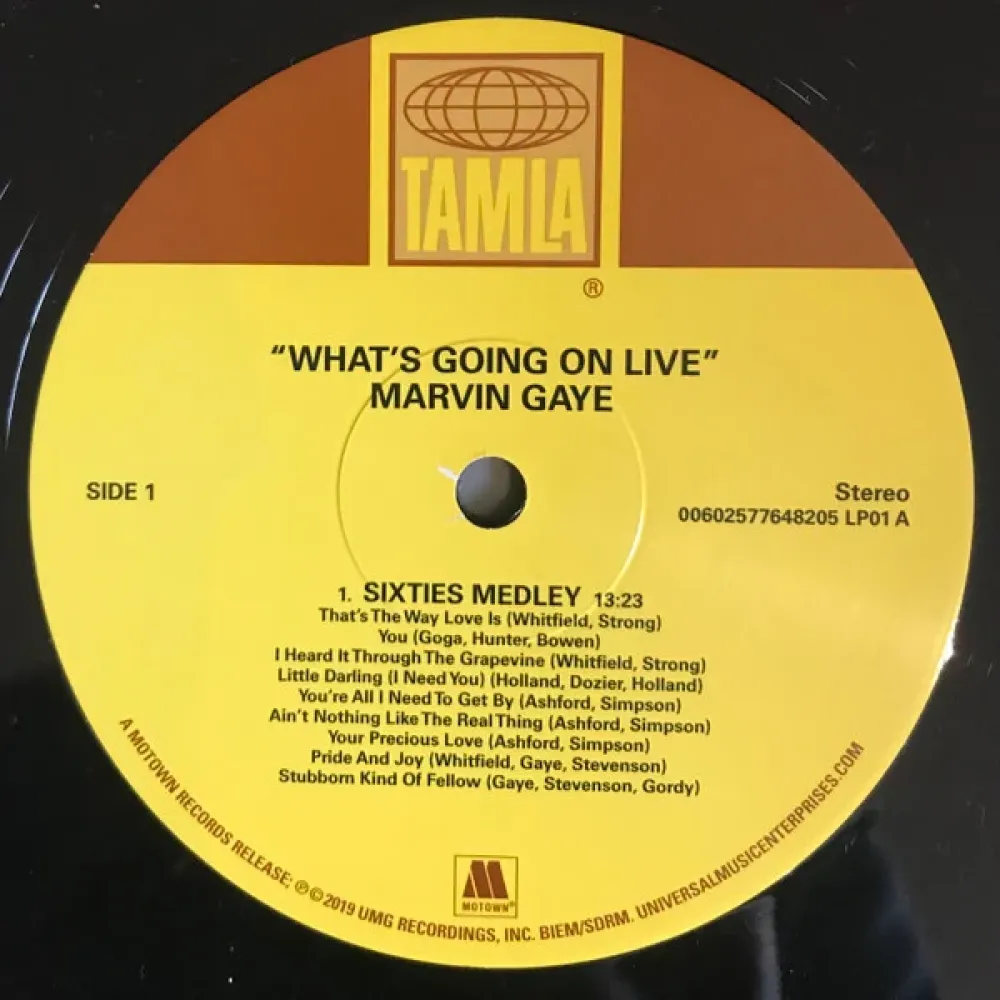 TAMLA
®
“WHAT’S GOING ON LIVE”
MARVIN GAYE
SIDE 1
Stereo
00602577648205 LP01 A
1. SIXTIES MEDLEY 13:23
That’s The Way Love Is (Whitfield, Strong)
You (Goga, Hunter, Bowen)
I Heard It Through The Grapevine (Whitfield, Strong)
Little Darling (I Need You) (Holland, Dozier, Holland)
You’re All I Need To Get By (Ashford, Simpson)
Ain’t Nothing Like The Real Thing (Ashford, Simpson)
Your Precious Love (Ashford, Simpson)
Pride And Joy (Whitfield, Gaye, Stevenson)
Stubborn Kind Of Fellow (Gaye, Stevenson, Gordy)
MOTOWN®
A MOTOWN RECORDS RELEASE; ℗©2019 UMG RECORDINGS, INC. BIEM/SDRM. UNIVERSALMUSICENTERPRISES.COM